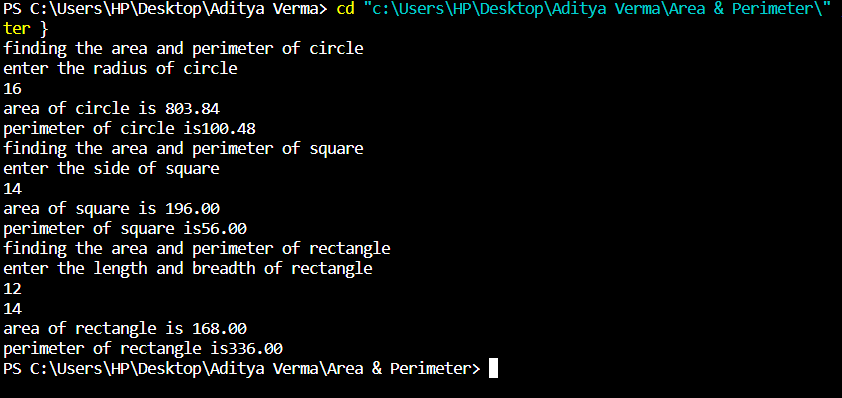 PS C:\Users\HP\Desktop\Aditya Verma> cd "c:\Users\HP\Desktop\Aditya Verma\Area & Perimeter\"
ter }
finding the area and perimeter of circle
enter the radius of circle
16
area of circle is 803.84
perimeter of circle is100.48
finding the area and perimeter of square
enter the side of square
14
area of square is 196.00
perimeter of square is56.00
finding the area and perimeter of rectangle
enter the length and breadth of rectangle
12
14
area of rectangle is 168.00
perimeter of rectangle is336.00
PS C:\Users\HP\Desktop\Aditya Verma\Area & Perimeter>